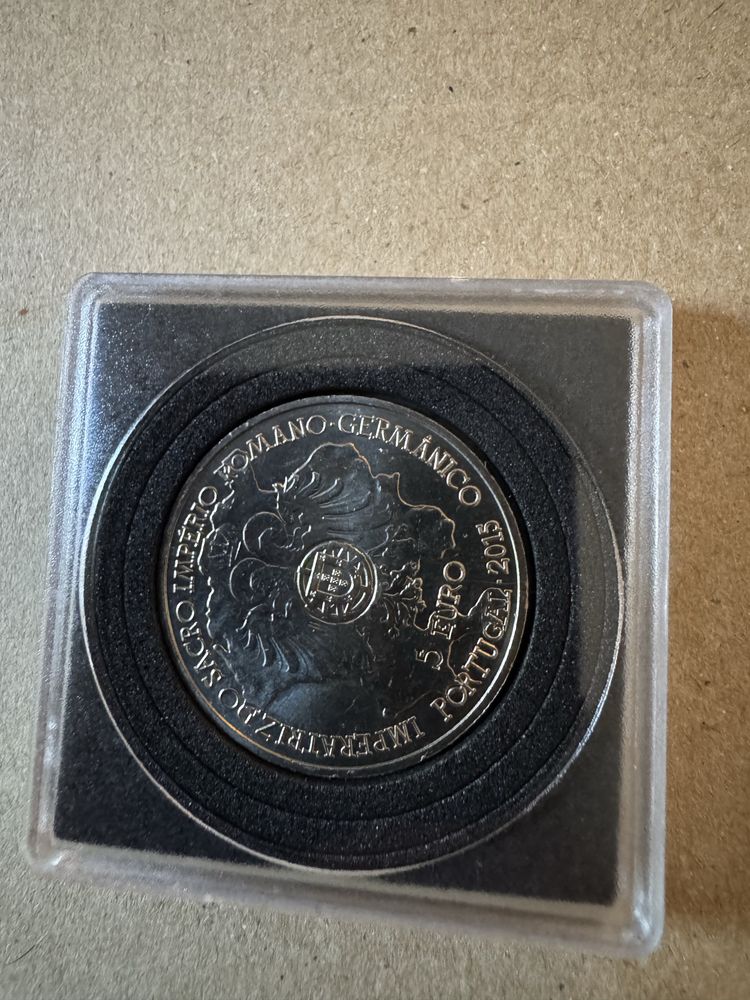 IMPERATRIZ DO SACRO IMPÉRIO ROMANO·GERMÂNICO
5 EURO
PORTUGAL·2015